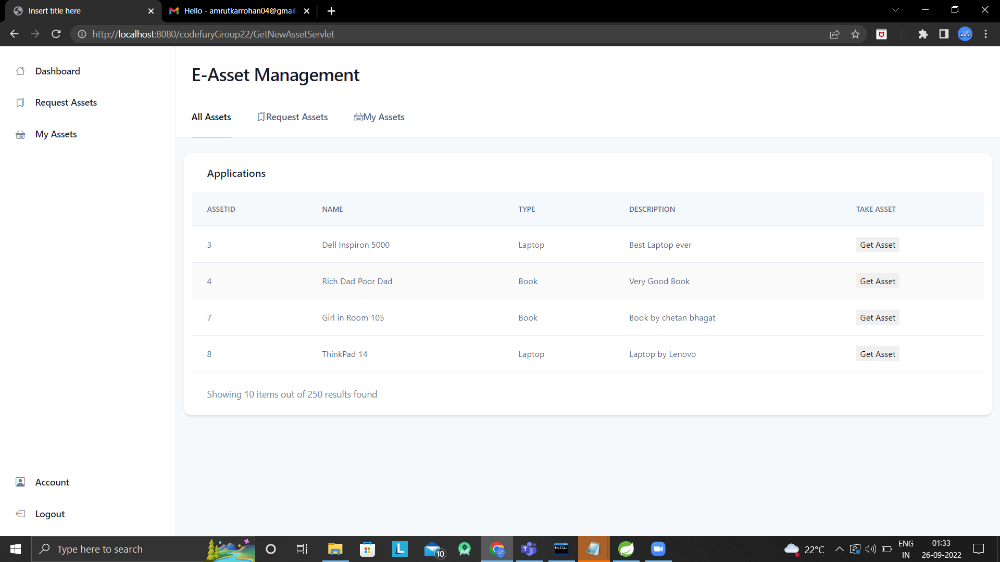 Insert title here
Hello - amrutkarrohan04@gmail.
http://localhost:8080/codefuryGroup22/GetNewAssetServlet
Dashboard
Request Assets
My Assets
E-Asset Management
All Assets Request Assets My Assets
Applications
ASSETID NAME TYPE DESCRIPTION TAKE ASSET
3 Dell Inspiron 5000 Laptop Best Laptop ever Get Asset
4 Rich Dad Poor Dad Book Very Good Book Get Asset
7 Girl in Room 105 Book Book by chetan bhagat Get Asset
8 ThinkPad 14 Laptop Laptop by Lenovo Get Asset
Showing 10 items out of 250 results found
Account
Logout
Type here to search
L
10
MySQL
22°C
ENG
IN
01:33
26-09-2022